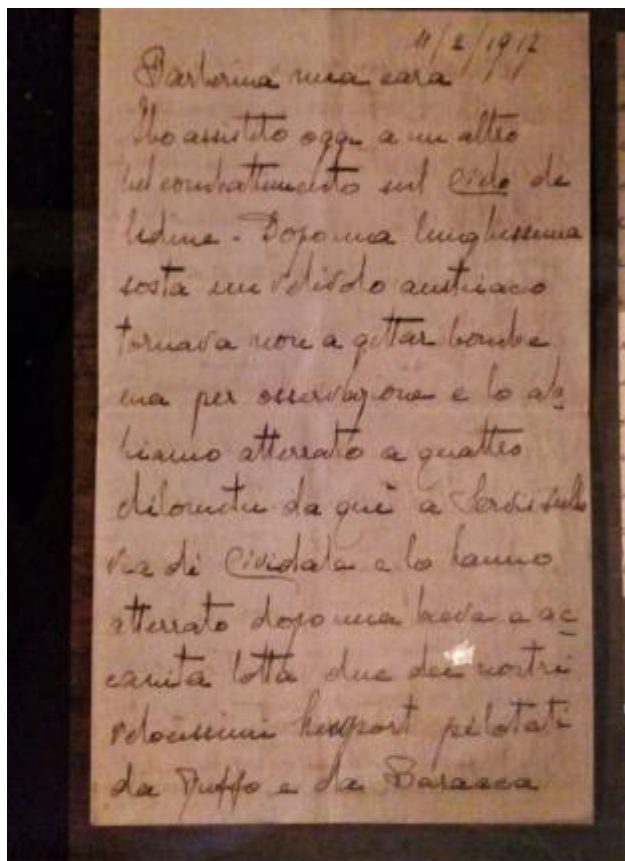 11/2/1917
Barberina mia cara
Ho assistito oggi a un altro
bel combattimento sul cielo de
Udine. Dopo una lunghissima
sosta un velivolo austriaco
tornava non a gittar bombe
ma per osservazione e lo ab
biamo atterrato a quattro
chilometri da qui a
via di Cividale e lo hanno
atterrato dopo una breve e ac
canita lotta due dei nostri
velocissimi Nieuport pilotati
da Ruffo e da Baracca